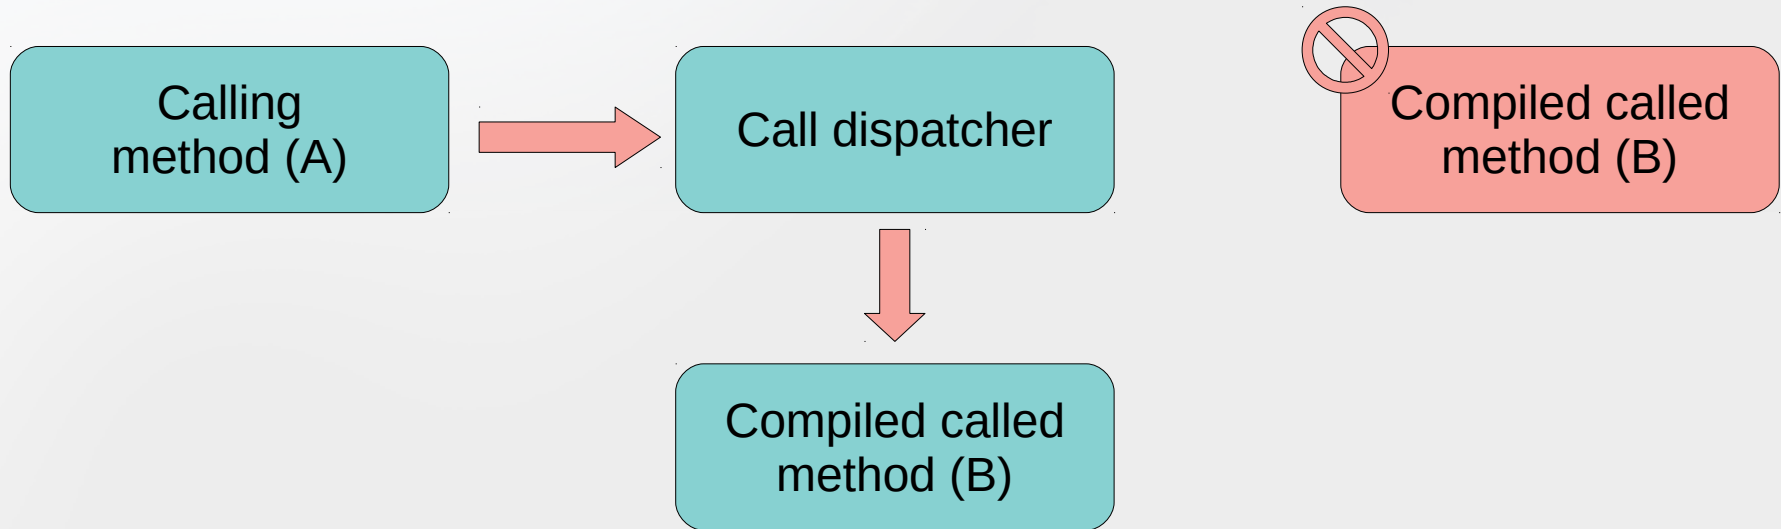 Calling
method (A)
Call dispatcher
Compiled called
method (B)
Compiled called
method (B)